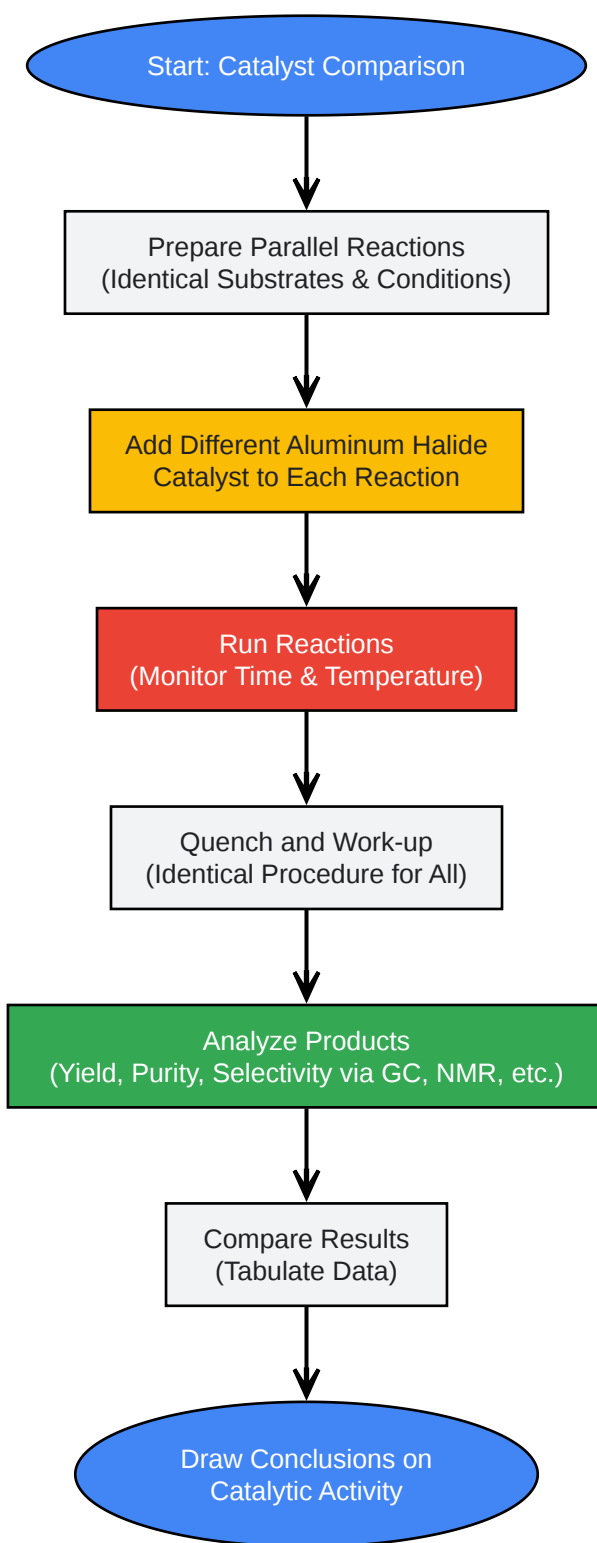 Start: Catalyst Comparison
Prepare Parallel Reactions
(Identical Substrates & Conditions)
Add Different Aluminum Halide
Catalyst to Each Reaction
Run Reactions
(Monitor Time & Temperature)
Quench and Work-up
(Identical Procedure for All)
Analyze Products
(Yield, Purity, Selectivity via GC, NMR, etc.)
Compare Results
(Tabulate Data)
Draw Conclusions on
Catalytic Activity